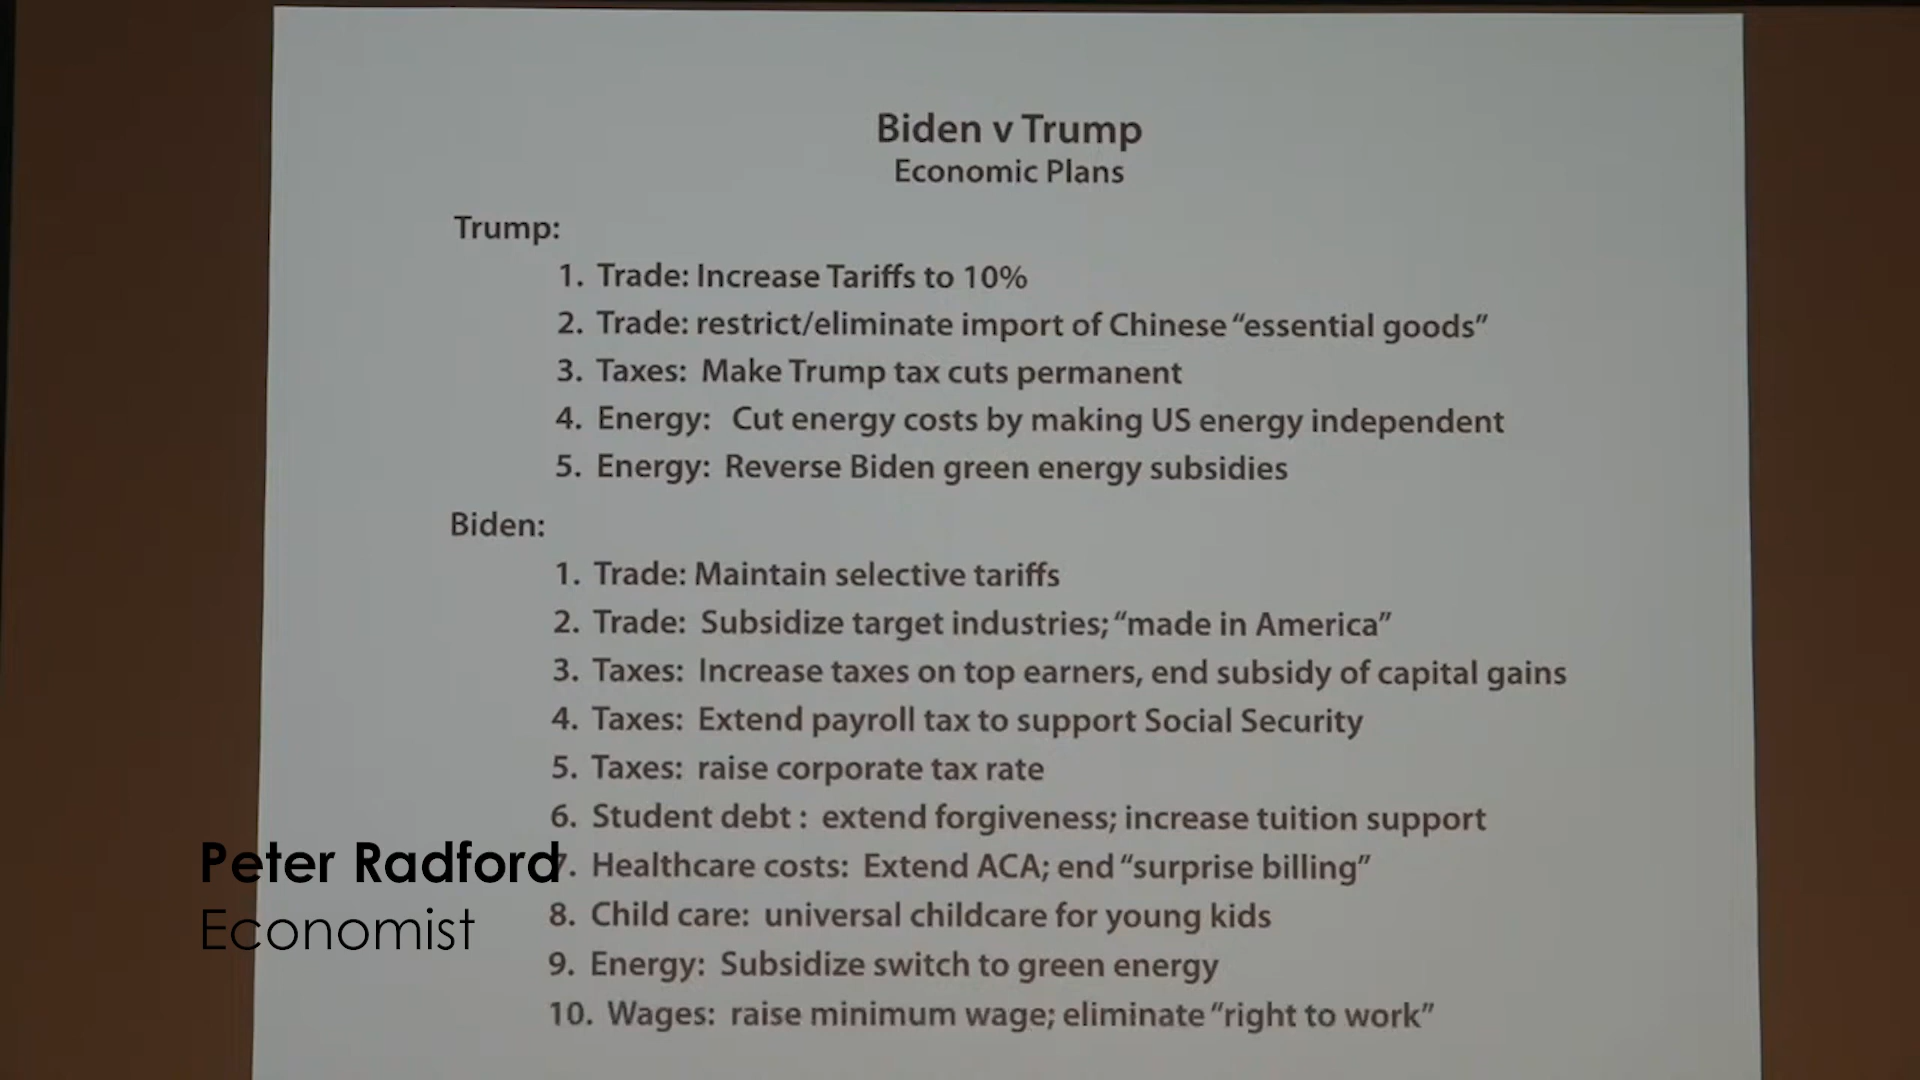 Biden v Trump
Economic Plans
Trump:
1. Trade: Increase Tariffs to 10%
2. Trade: restrict/eliminate import of Chinese “essential goods”
3. Taxes: Make Trump tax cuts permanent
4. Energy: Cut energy costs by making US energy independent
5. Energy: Reverse Biden green energy subsidies
Biden:
1. Trade: Maintain selective tariffs
2. Trade: Subsidize target industries; “made in America”
3. Taxes: Increase taxes on top earners, end subsidy of capital gains
4. Taxes: Extend payroll tax to support Social Security
5. Taxes: raise corporate tax rate
6. Student debt : extend forgiveness; increase tuition support
7. Healthcare costs: Extend ACA; end “surprise billing”
8. Child care: universal childcare for young kids
9. Energy: Subsidize switch to green energy
10. Wages: raise minimum wage; eliminate “right to work”
Peter Radford
Economist